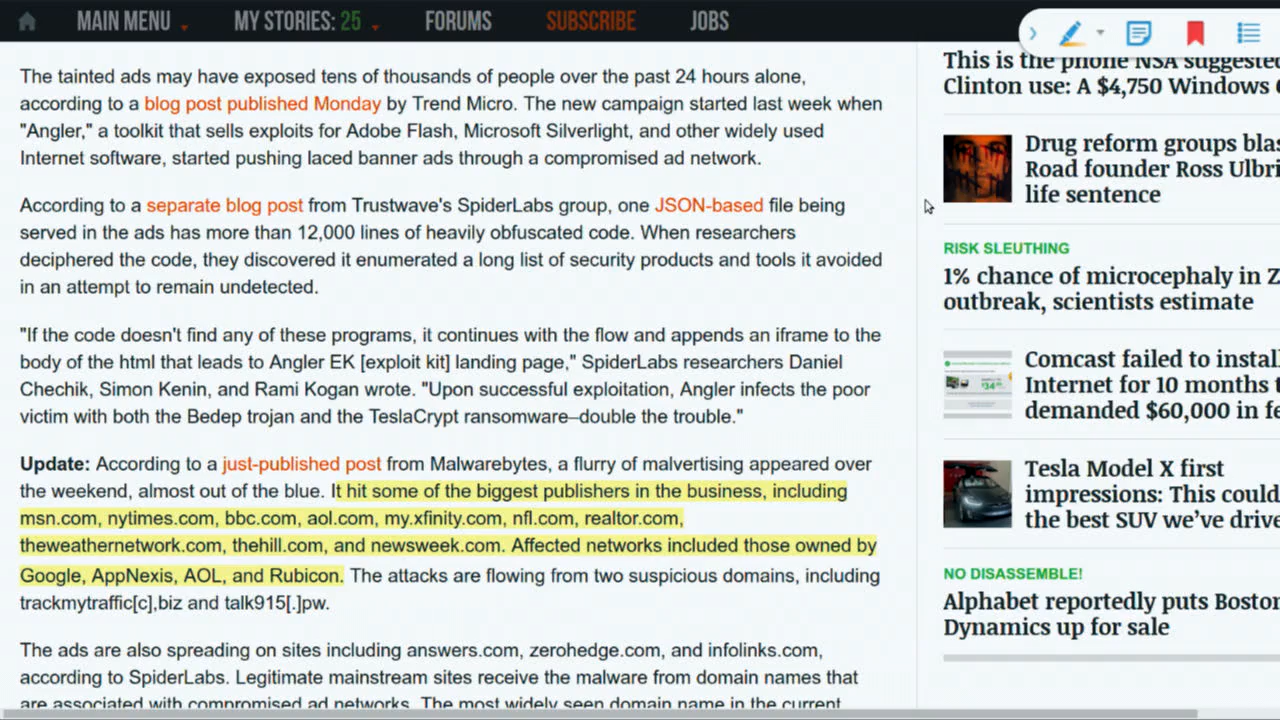 MAIN MENU MY STORIES: 25 FORUMS SUBSCRIBE JOBS
The tainted ads may have exposed tens of thousands of people over the past 24 hours alone,
according to a blog post published Monday by Trend Micro. The new campaign started last week when
"Angler," a toolkit that sells exploits for Adobe Flash, Microsoft Silverlight, and other widely used
Internet software, started pushing laced banner ads through a compromised ad network.
According to a separate blog post from Trustwave's SpiderLabs group, one JSON-based file being
served in the ads has more than 12,000 lines of heavily obfuscated code. When researchers
deciphered the code, they discovered it enumerated a long list of security products and tools it avoided
in an attempt to remain undetected.
"If the code doesn't find any of these programs, it continues with the flow and appends an iframe to the
body of the html that leads to Angler EK [exploit kit] landing page," SpiderLabs researchers Daniel
Chechik, Simon Kenin, and Rami Kogan wrote. "Upon successful exploitation, Angler infects the poor
victim with both the Bedep trojan and the TeslaCrypt ransomware–double the trouble."
Update: According to a just-published post from Malwarebytes, a flurry of malvertising appeared over
the weekend, almost out of the blue. It hit some of the biggest publishers in the business, including
msn.com, nytimes.com, bbc.com, aol.com, my.xfinity.com, nfl.com, realtor.com,
theweathernetwork.com, thehill.com, and newsweek.com. Affected networks included those owned by
Google, AppNexis, AOL, and Rubicon. The attacks are flowing from two suspicious domains, including
trackmytraffic[c],biz and talk915[.]pw.
The ads are also spreading on sites including answers.com, zerohedge.com, and infolinks.com,
according to SpiderLabs. Legitimate mainstream sites receive the malware from domain names that
are associated with compromised ad networks. The most widely seen domain name in the current
This is the phone NSA suggested
Clinton use: A $4,750 Windows
Drug reform groups blas
Road founder Ross Ulbri
life sentence
RISK SLEUTHING
1% chance of microcephaly in Z
outbreak, scientists estimate
Comcast failed to install
Internet for 10 months t
demanded $60,000 in fe
Tesla Model X first
impressions: This could
the best SUV we've drive
NO DISASSEMBLE!
Alphabet reportedly puts Boston
Dynamics up for sale